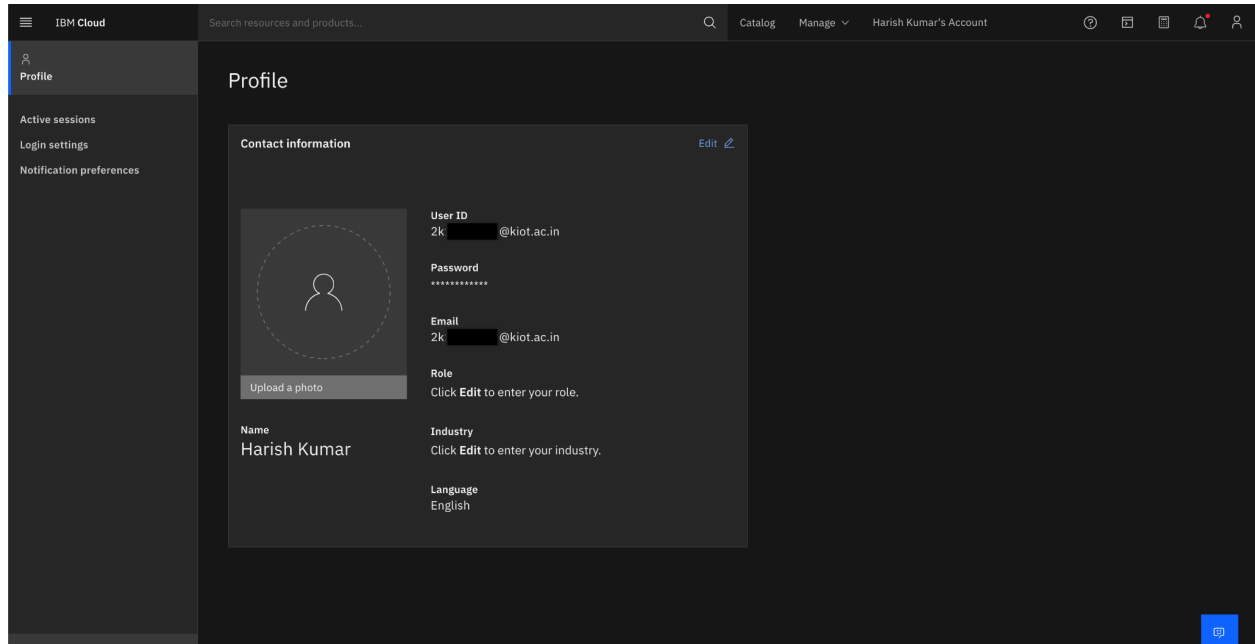 IBM Cloud
Search resources and products...
Catalog
Manage
Harish Kumar's Account
Profile
Active sessions
Login settings
Notification preferences
Profile
Contact information
Edit
Upload a photo
Name
Harish Kumar
User ID
2k @kiot.ac.in
Password
************
Email
2k @kiot.ac.in
Role
Click Edit to enter your role.
Industry
Click Edit to enter your industry.
Language
English